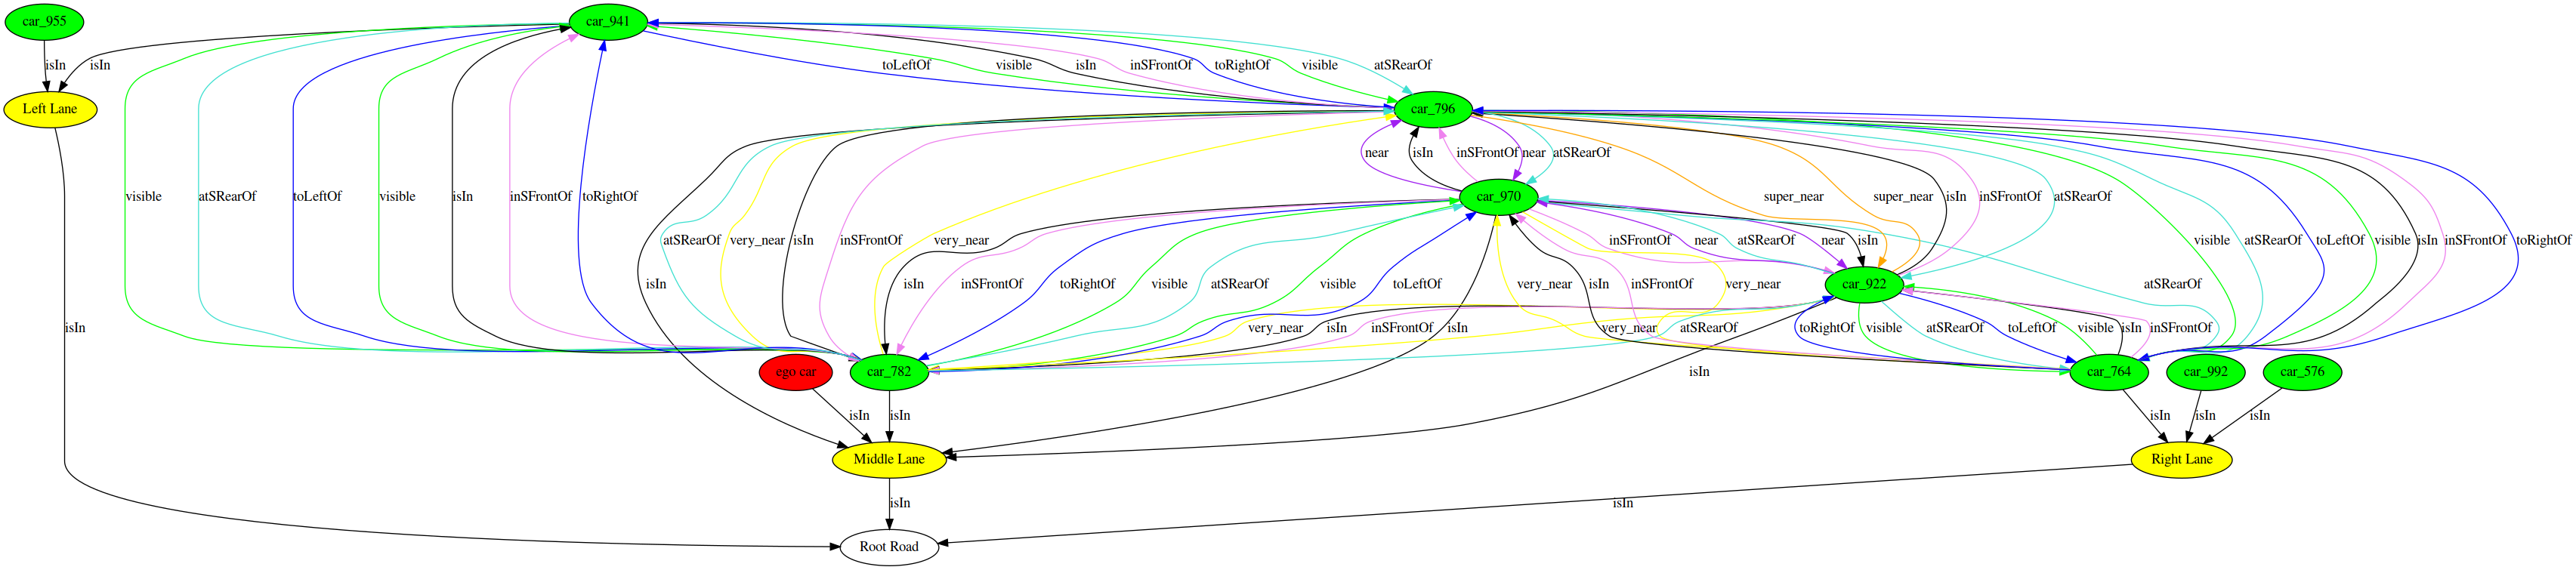 car_955
car_941
isIn
isIn
toLeftOf
visible
isIn
inSFrontOf
toRightOf
visible
atSRearOf
Left Lane
car_796
near
isIn
inSFrontOf
near
atSRearOf
visible
atSRearOf
toLeftOf
visible
isIn
inSFrontOf
toRightOf
car_970
super_near
super_near
inSFrontOf
isIn
atSRearOf
atSRearOf
very_near
isIn
inSFrontOf
very_near
inSFrontOf
near
atSRearOf
near
isIn
visible
atSRearOf
toLeftOf
visible
isIn
inSFrontOf
toRightOf
isIn
isIn
inSFrontOf
toRightOf
visible
atSRearOf
visible
toLeftOf
very_near
isIn
inSFrontOf
very_near
car_922
atSRearOf
isIn
very_near
isIn
inSFrontOf
isIn
very_near
atSRearOf
toRightOf
visible
atSRearOf
toLeftOf
visible
isIn
inSFrontOf
ego car
car_782
isIn
car_764
car_992
car_576
isIn
isIn
isIn
isIn
isIn
Middle Lane
Right Lane
isIn
isIn
Root Road